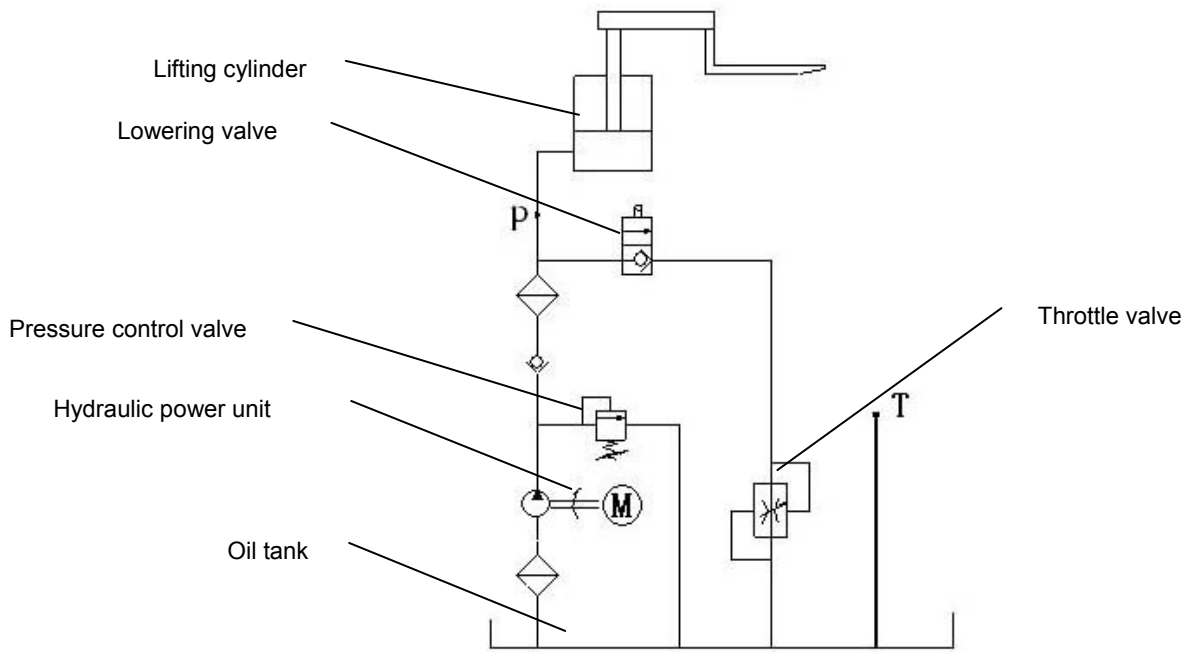 Lifting cylinder
Lowering valve
p
Pressure control valve
Throttle valve
Hydraulic power unit
T
M
Oil tank